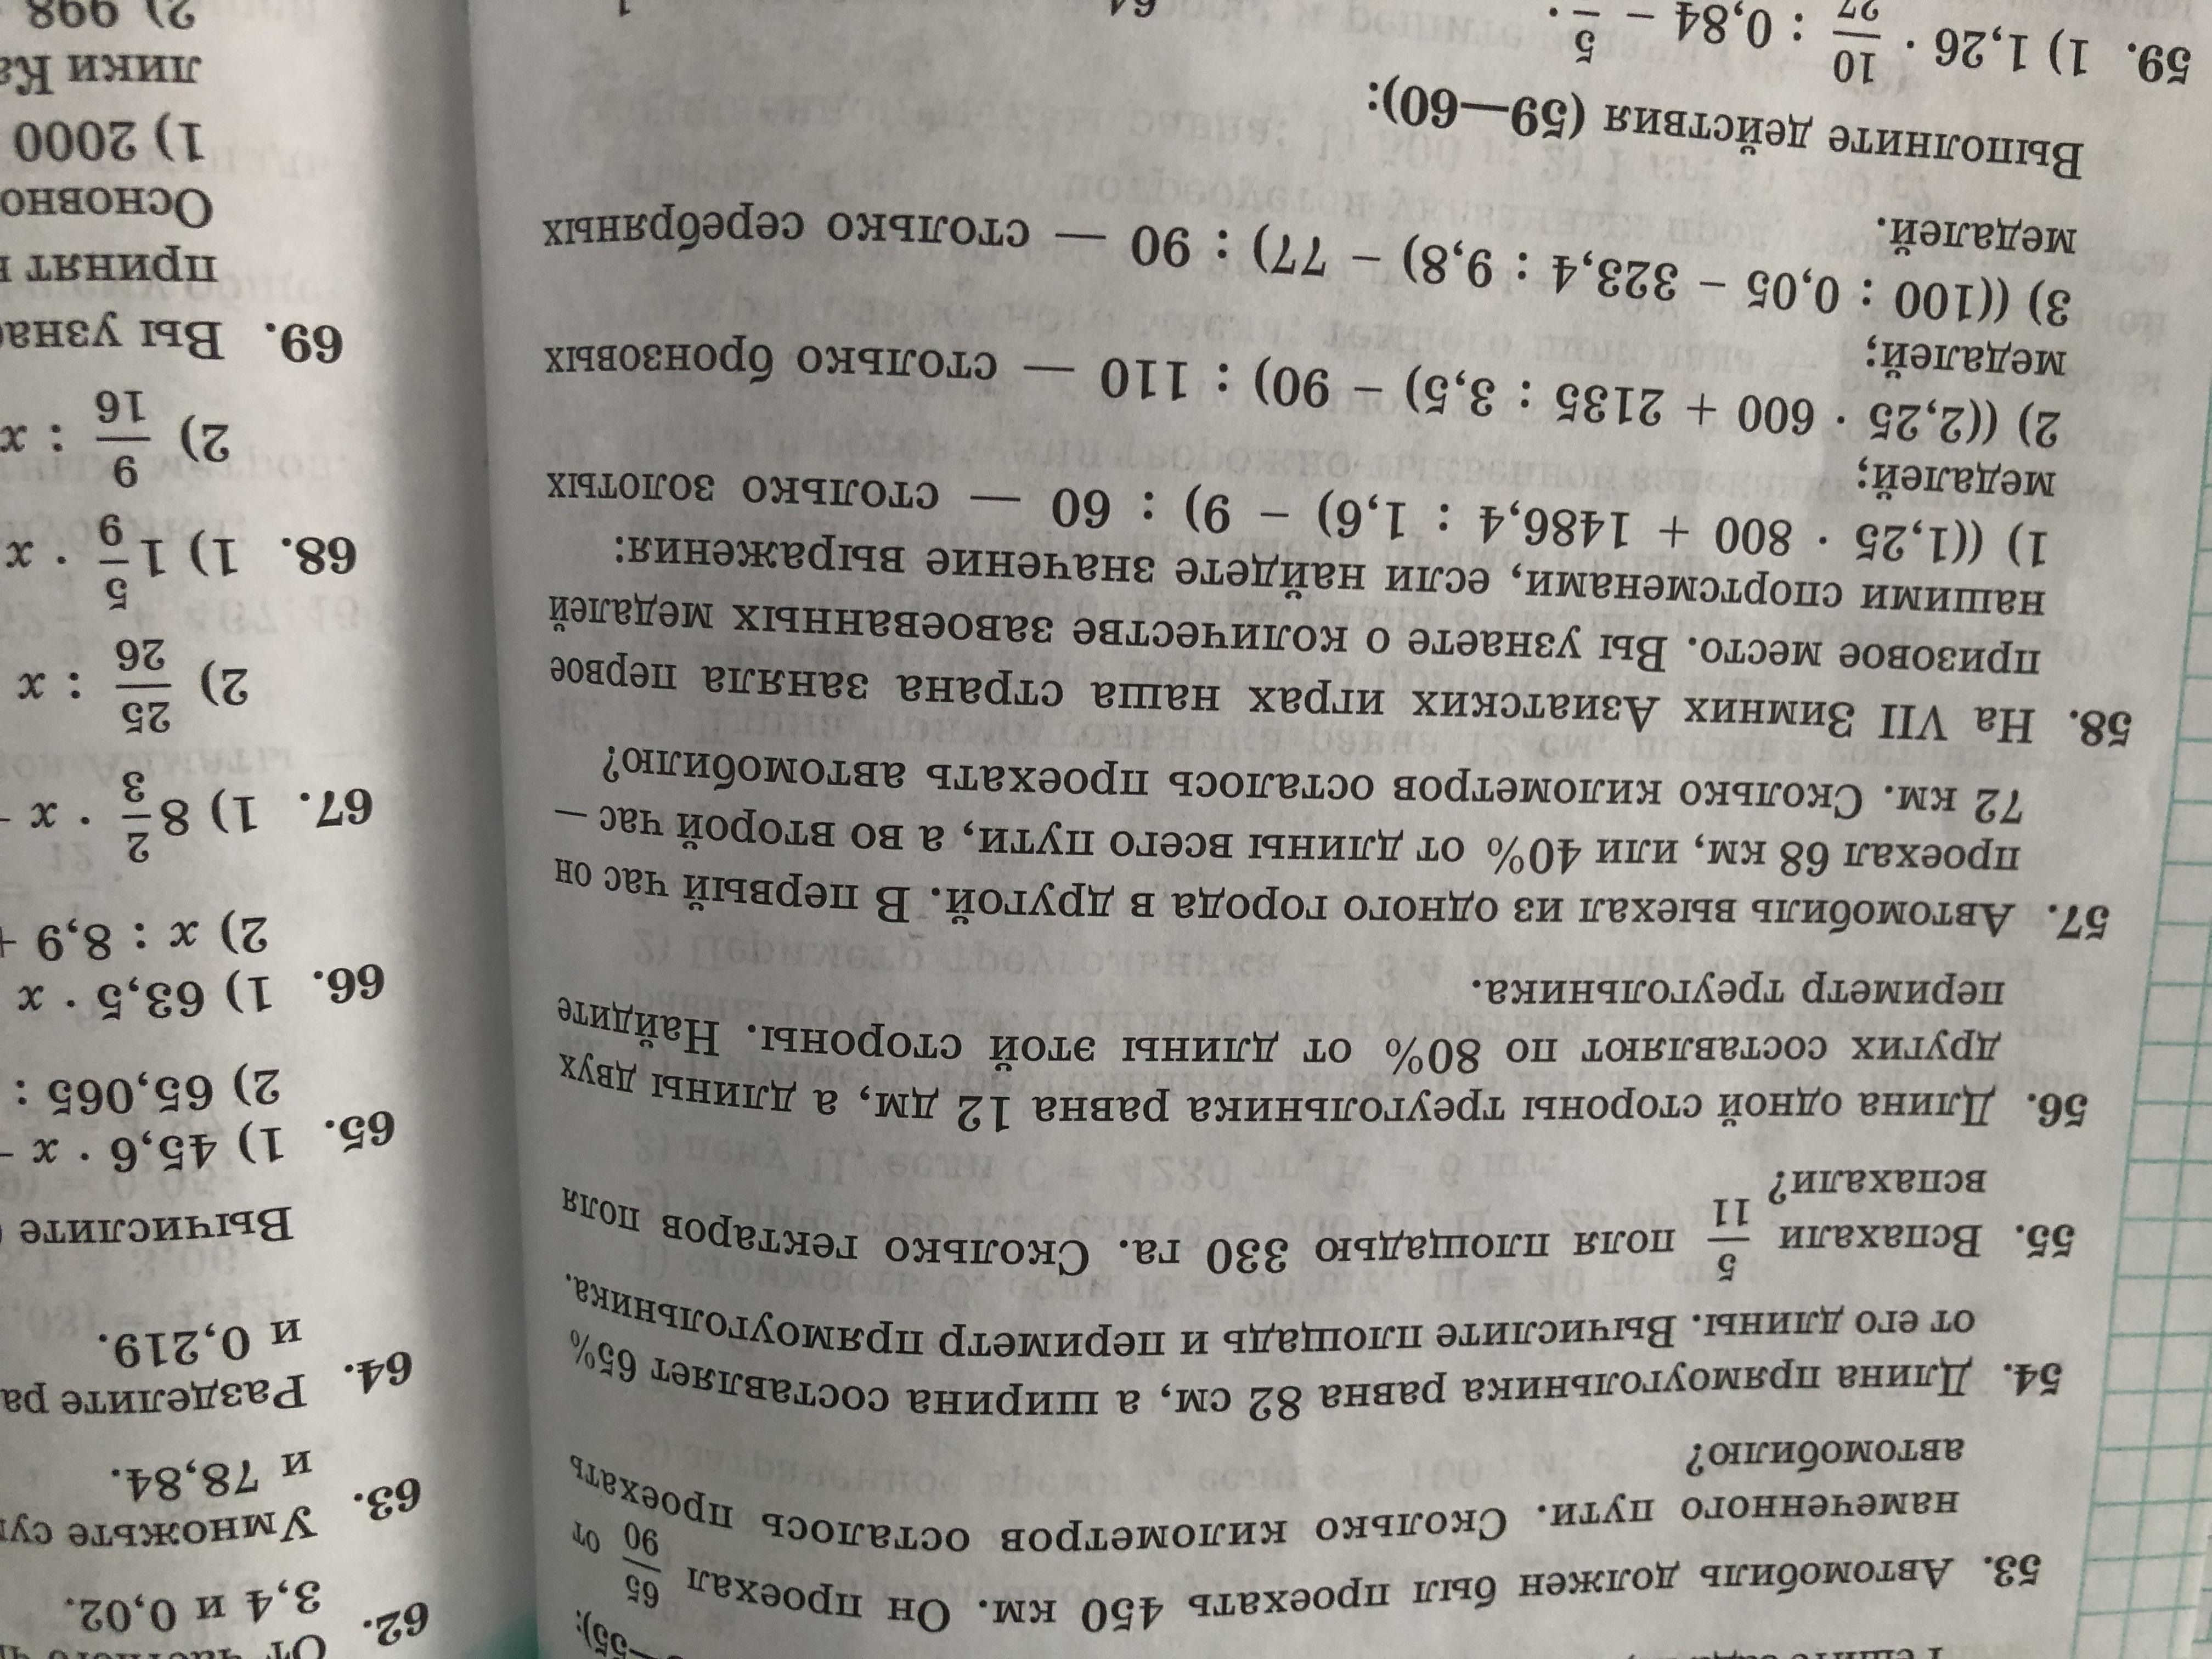 —55):
53. Автомобиль должен был проехать 450 км. Он проехал 65/90 от
намеченного пути. Сколько километров осталось проехать
автомобилю?
54. Длина прямоугольника равна 82 см, а ширина составляет 65%
от его длины. Вычислите площадь и периметр прямоугольника.
55. Вспахали 5/11 поля площадью 330 га. Сколько гектаров поля
вспахали?
56. Длина одной стороны треугольника равна 12 дм, а длины двух
других составляют по 80% от длины этой стороны. Найдите
периметр треугольника.
57. Автомобиль выехал из одного города в другой. В первый час он
проехал 68 км, или 40% от длины всего пути, а во второй час —
72 км. Сколько километров осталось проехать автомобилю?
58. На VII Зимних Азиатских играх наша страна заняла первое
призовое место. Вы узнаете о количестве завоеванных медалей
нашими спортсменами, если найдете значение выражения:
1) ((1,25 · 800 + 1486,4 : 1,6) – 9) : 60 — столько золотых
медалей;
2) ((2,25 · 600 + 2135 : 3,5) – 90) : 110 — столько бронзовых
медалей;
3) ((100 : 0,05 – 323,4 : 9,8) – 77) : 90 — столько серебряных
медалей.
Выполните действия (59—60):
59. 1) 1,26 · 10/27 : 0,84 – 5
62. От
3,4 и 0,02.
63. Умножьте
и 78,84.
64. Разделите
и 0,219.
Вычислите
65. 1) 45,6 · x –
2) 65,065 :
66. 1) 63,5 · x
2) x : 8,9 +
67. 1) 8 2/3 · x –
2) 25/26 : x
68. 1) 1 5/9 · x
2) 9/16 : x
69. Вы
принят
1) 2000
лики
2) 998